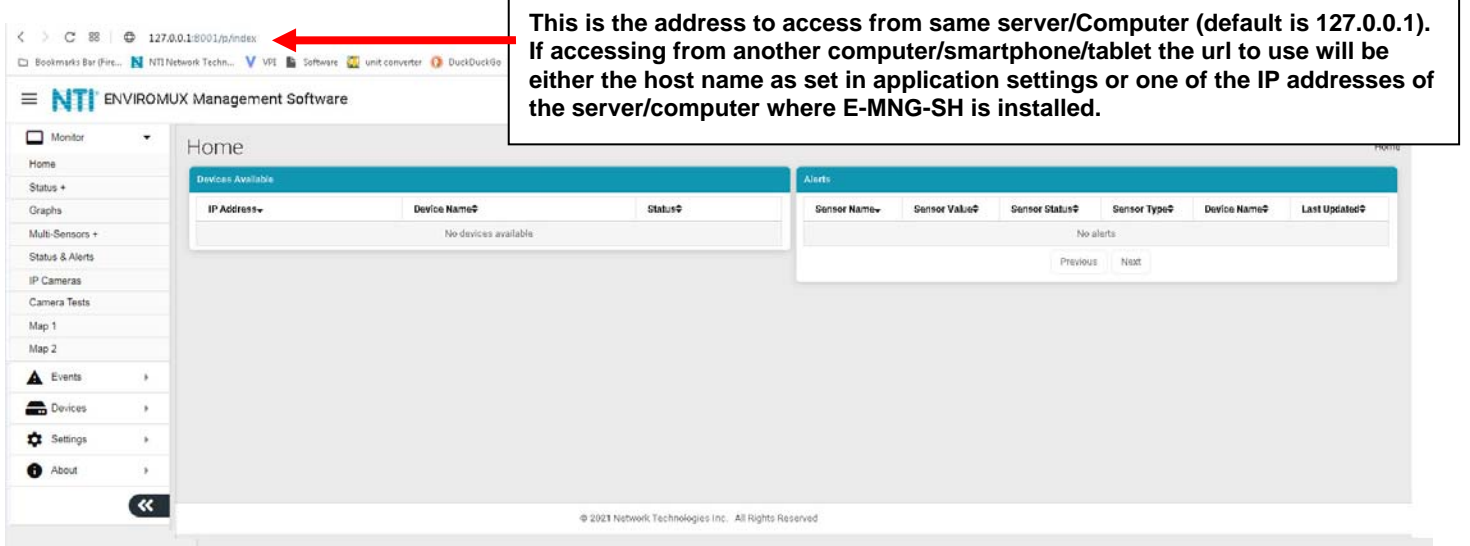 This is the address to access from same server/Computer (default is 127.0.0.1).
If accessing from another computer/smartphone/tablet the url to use will be
either the host name as set in application settings or one of the IP addresses of
the server/computer where E-MNG-SH is installed.
127.0.0.1:8001/p/index
Bookmarks Bar (Fire... NTI Network Techn... VPI Software unit converter DuckDuckGo
NTI ENVIROMUX Management Software
Monitor
Home
Status +
Graphs
Multi-Sensors +
Status & Alerts
IP Cameras
Camera Tests
Map 1
Map 2
Events
Devices
Settings
About
Home
Home
Devices Available
IP Address Device Name Status
No devices available
Alerts
Sensor Name Sensor Value Sensor Status Sensor Type Device Name Last Updated
No alerts
Previous Next
© 2021 Network Technologies Inc. All Rights Reserved